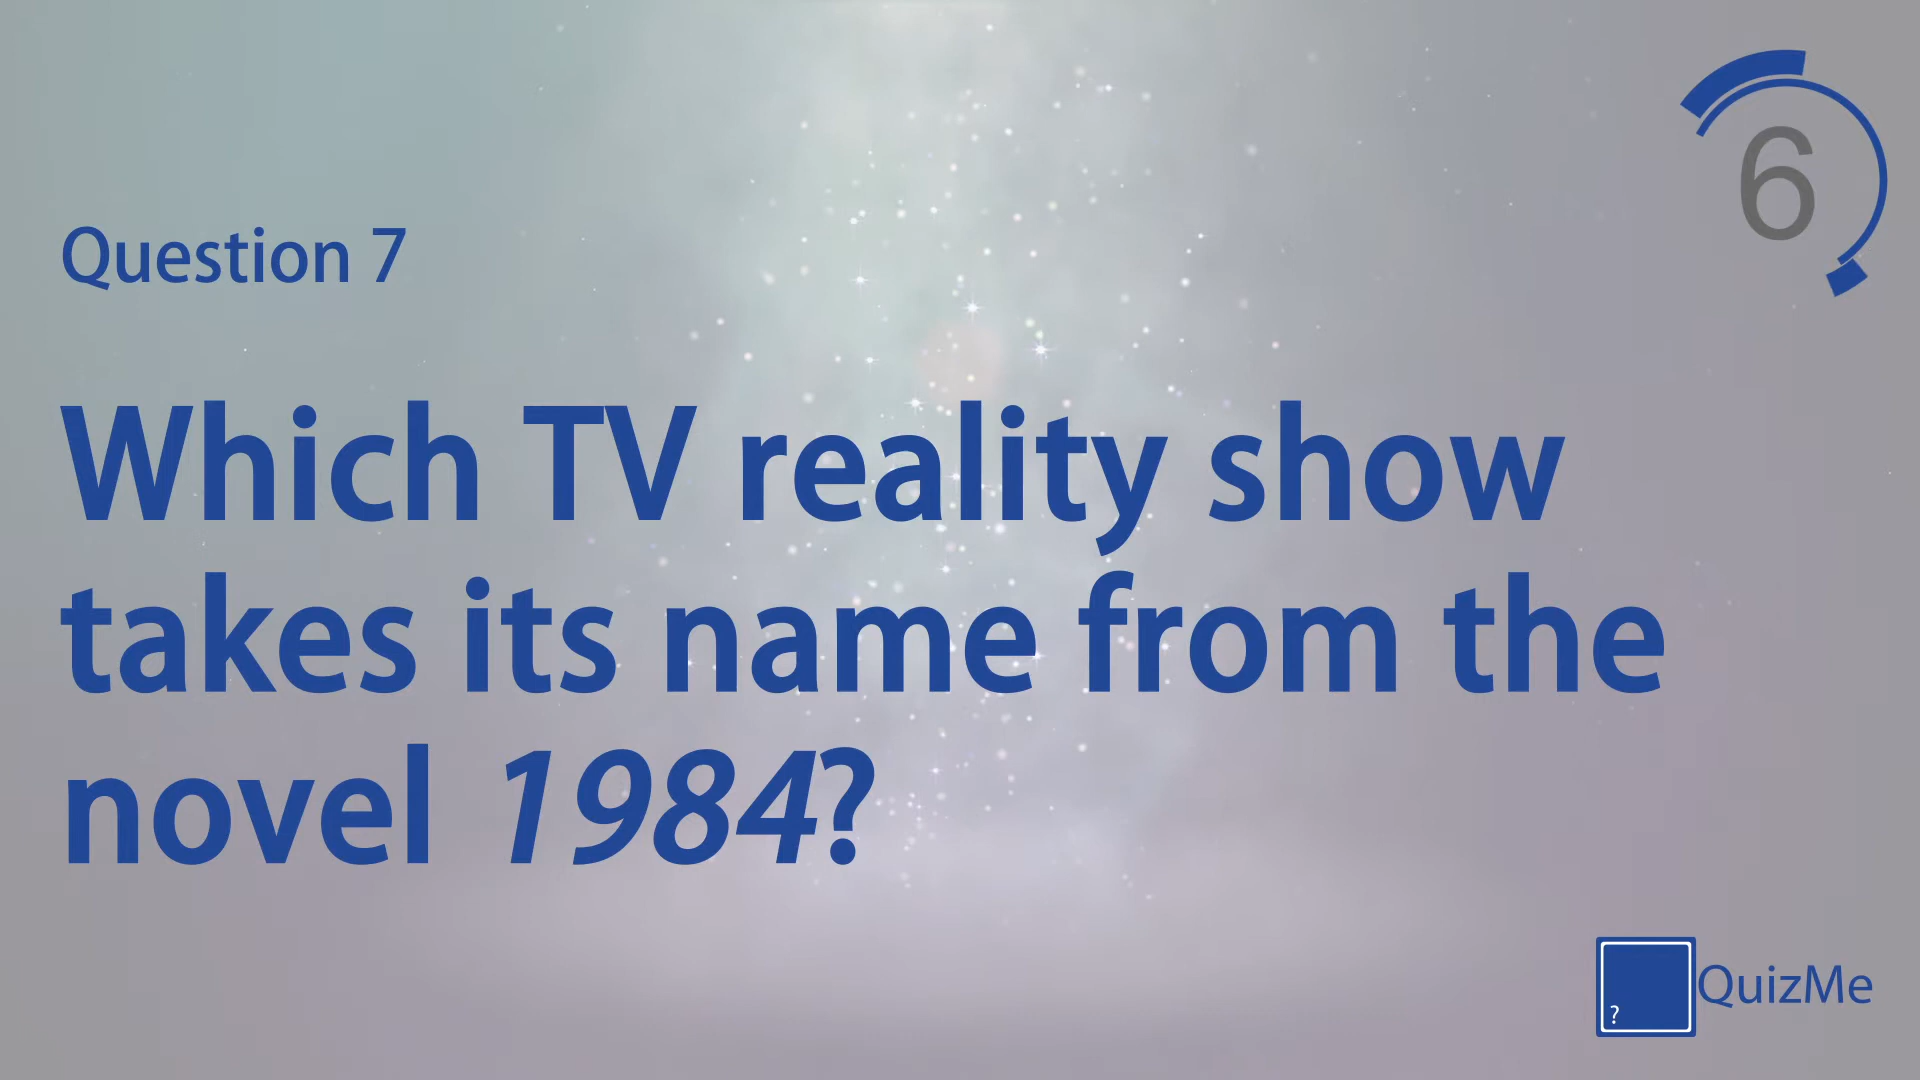 6
Question 7
Which TV reality show
takes its name from the
novel 1984?
?
QuizMe